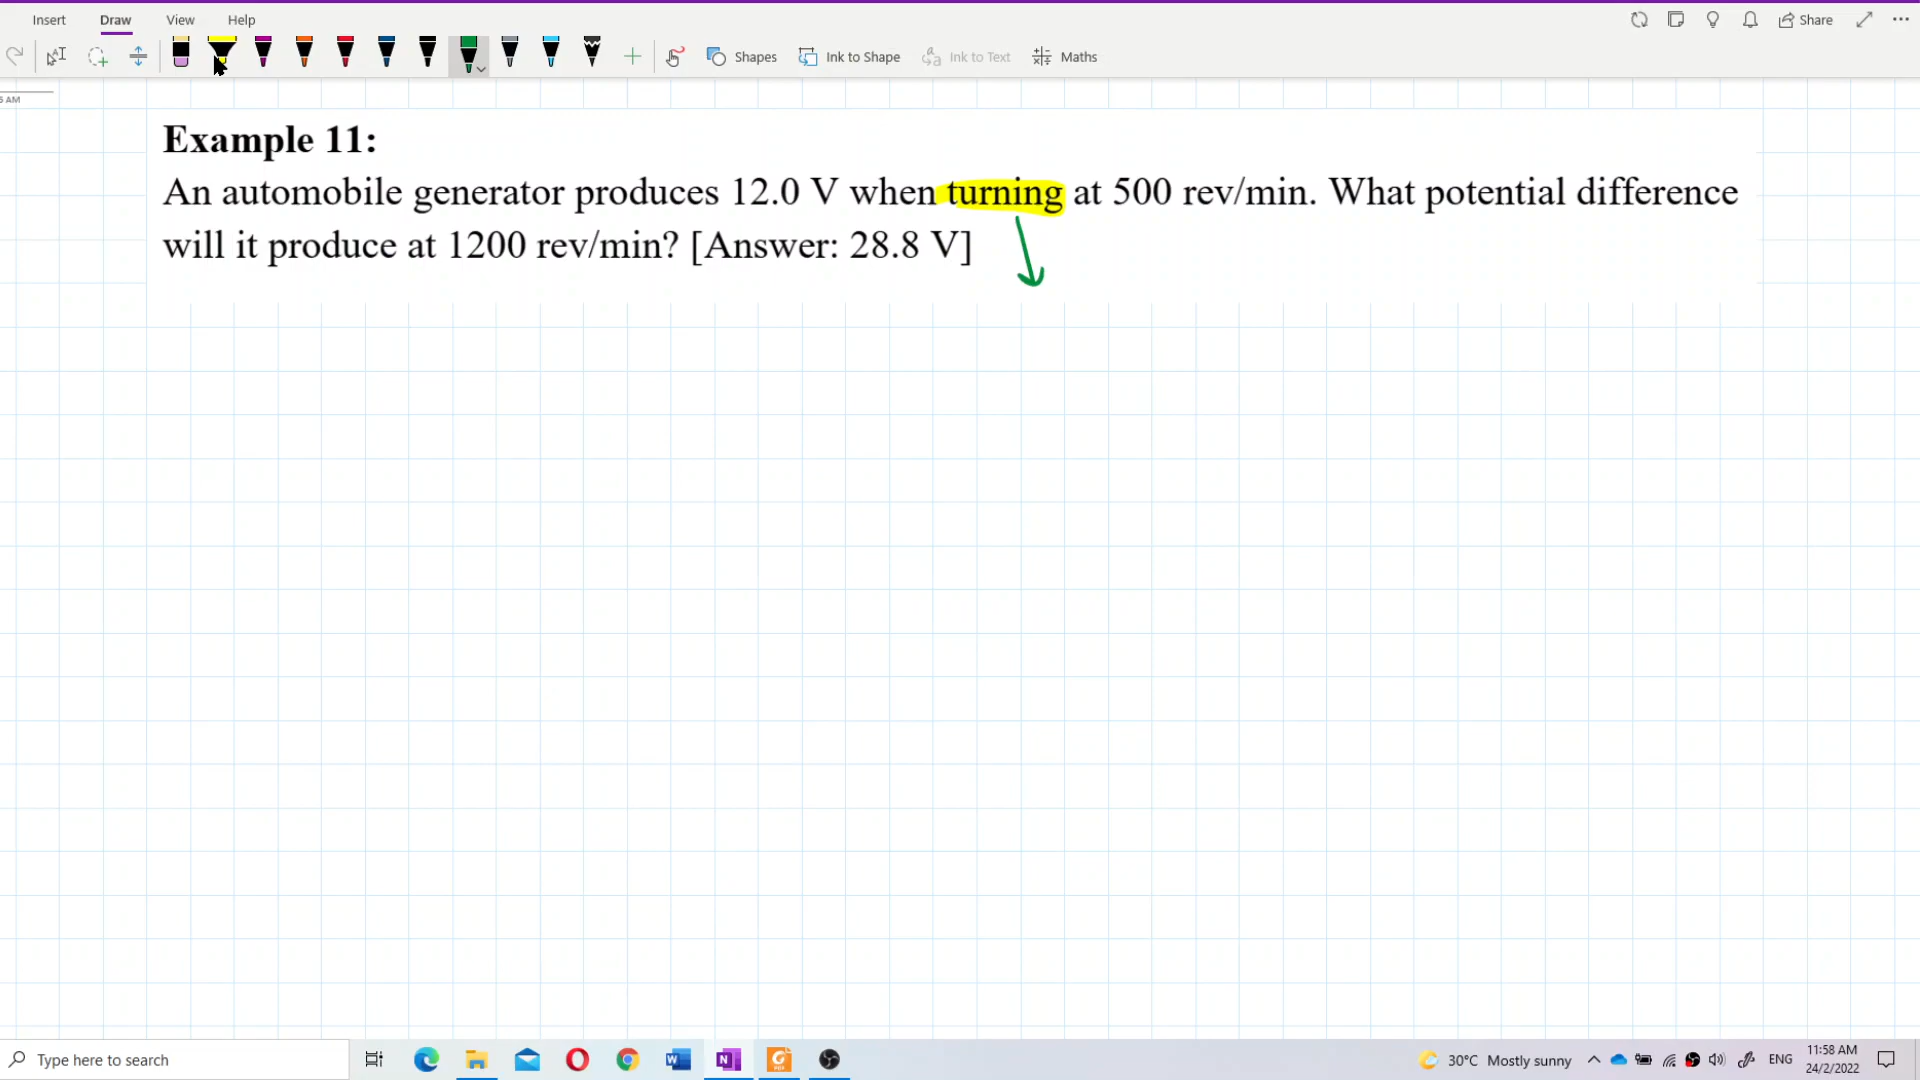 Insert Draw View Help
Share
Shapes Ink to Shape Ink to Text Maths
5 AM
Example 11:
An automobile generator produces 12.0 V when turning at 500 rev/min. What potential difference
will it produce at 1200 rev/min? [Answer: 28.8 V]
Type here to search
30°C Mostly sunny
ENG
11:58 AM
24/2/2022